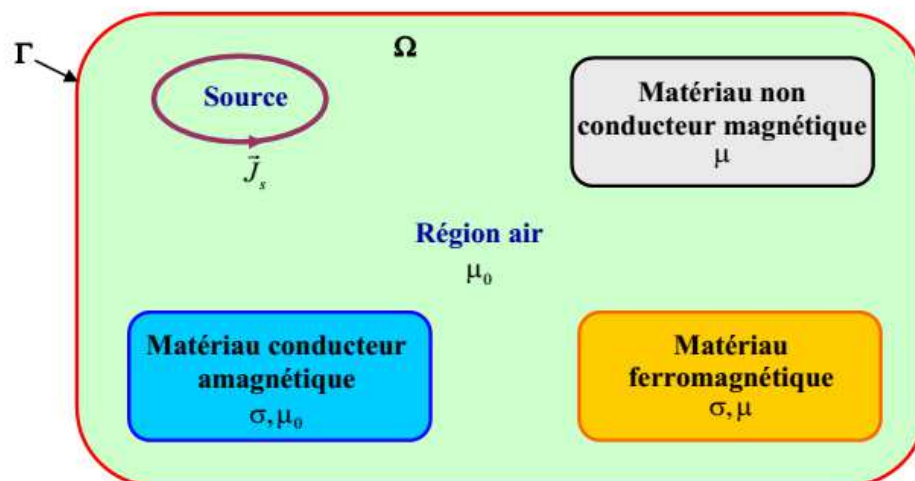 Γ
Ω
Source
J⃗s
Matériau non
conducteur magnétique
μ
Région air
μ₀
Matériau conducteur
amagnétique
σ, μ₀
Matériau
ferromagnétique
σ, μ